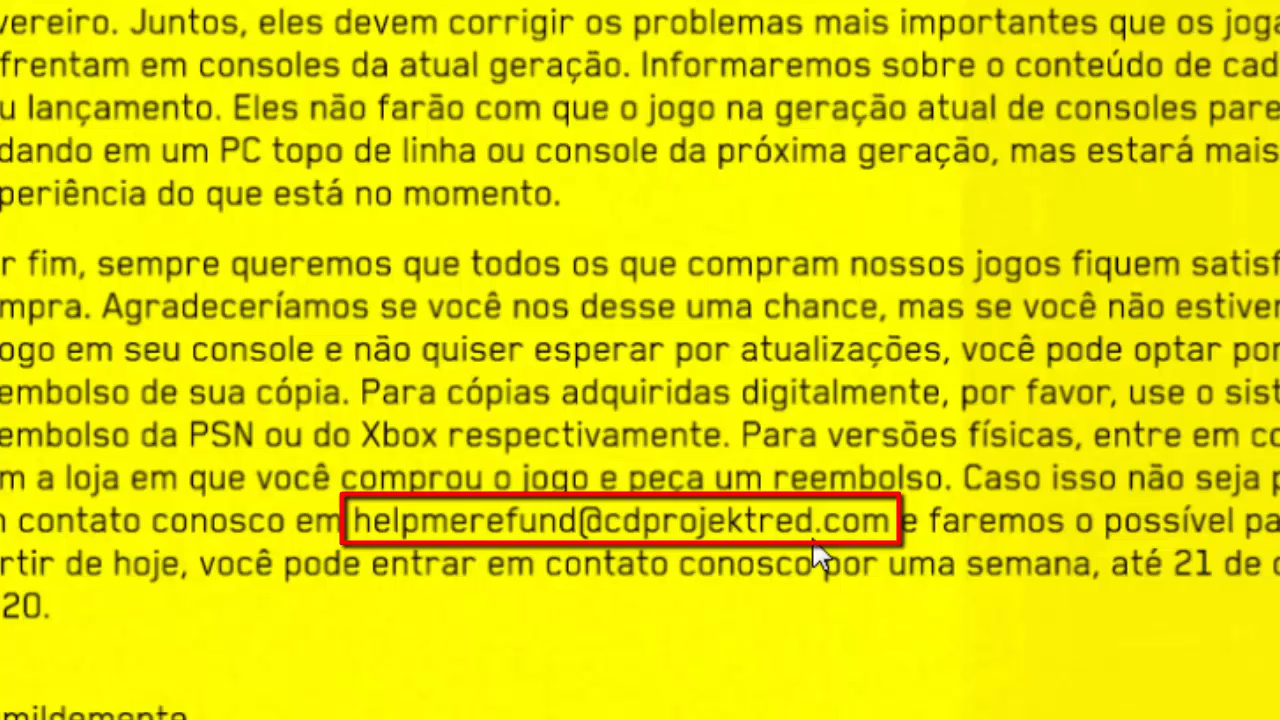 vereiro. Juntos, eles devem corrigir os problemas mais importantes que os joga
frentam em consoles da atual geração. Informaremos sobre o conteúdo de cad
u lançamento. Eles não farão com que o jogo na geração atual de consoles pare
dando em um PC topo de linha ou console da próxima geração, mas estará mais
periência do que está no momento.
r fim, sempre queremos que todos os que compram nossos jogos fiquem satisf
mpra. Agradeceríamos se você nos desse uma chance, mas se você não estiver
ogo em seu console e não quiser esperar por atualizações, você pode optar por
embolso de sua cópia. Para cópias adquiridas digitalmente, por favor, use o sist
embolso da PSN ou do Xbox respectivamente. Para versões físicas, entre em co
m a loja em que você comprou o jogo e peça um reembolso. Caso isso não seja p
contato conosco em helpmerefund@cdprojektred.com e faremos o possível pa
rtir de hoje, você pode entrar em contato conosco por uma semana, até 21 de d
20.
mildemente